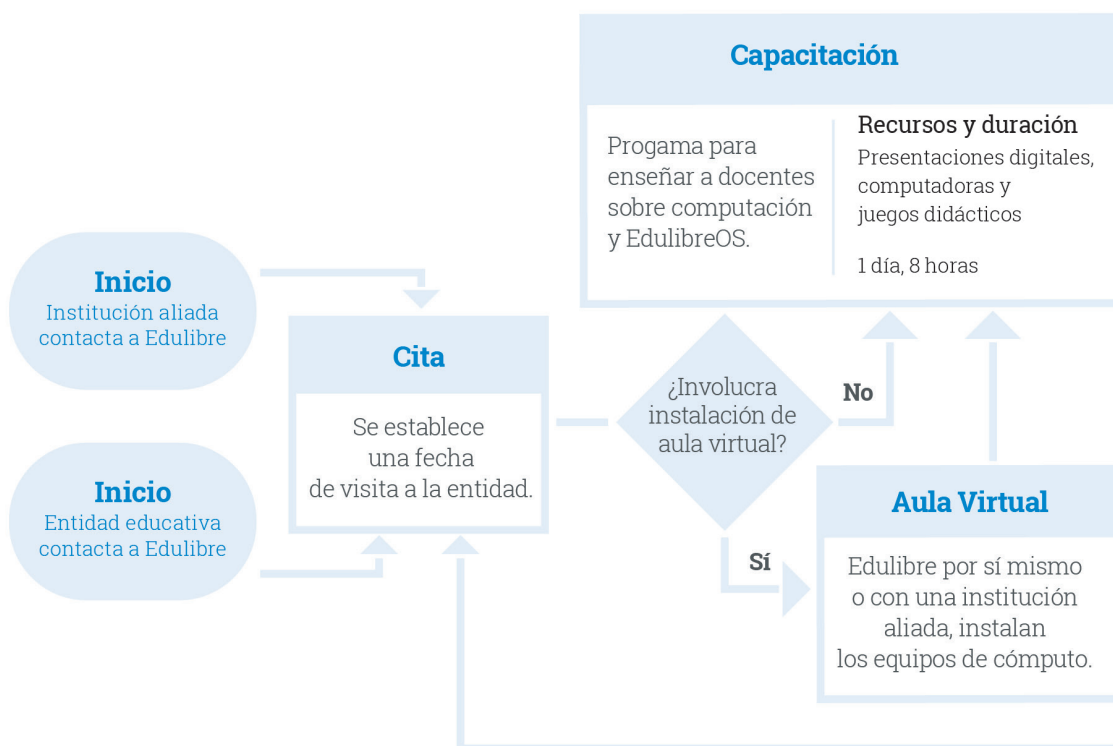 Inicio
Institución aliada
contacta a Edulibre
Inicio
Entidad educativa
contacta a Edulibre
Cita
Se establece
una fecha
de visita a la entidad.
¿Involucra
instalación de
aula virtual?
No
Sí
Capacitación
Progama para
enseñar a docentes
sobre computación
y EdulibreOS.
Recursos y duración
Presentaciones digitales,
computadoras y
juegos didácticos
1 día, 8 horas
Aula Virtual
Edulibre por sí mismo
o con una institución
aliada, instalan
los equipos de cómputo.